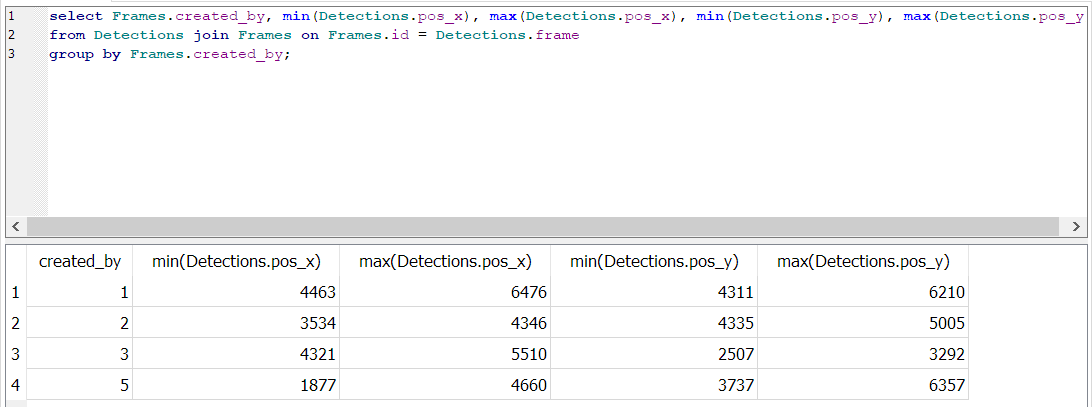 1 select Frames.created_by, min(Detections.pos_x), max(Detections.pos_x), min(Detections.pos_y), max(Detections.pos_y
2 from Detections join Frames on Frames.id = Detections.frame
3 group by Frames.created_by;
created_by min(Detections.pos_x) max(Detections.pos_x) min(Detections.pos_y) max(Detections.pos_y)
1 1 4463 6476 4311 6210
2 2 3534 4346 4335 5005
3 3 4321 5510 2507 3292
4 5 1877 4660 3737 6357